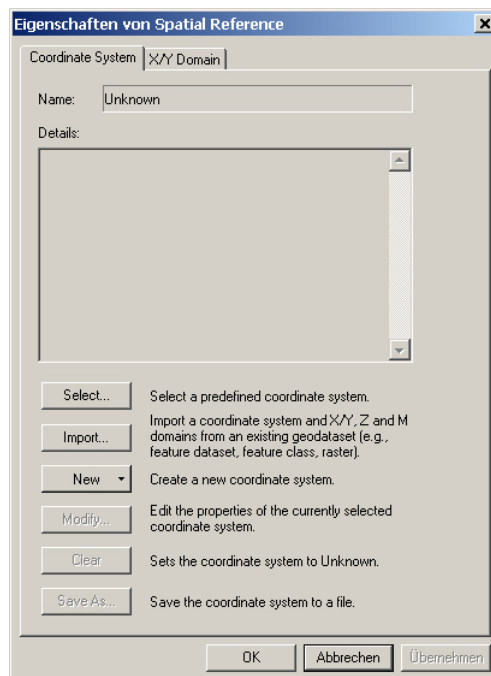 Eigenschaften von Spatial Reference
Coordinate System
X/Y Domain
Name:
Unknown
Details:
Select...
Select a predefined coordinate system.
Import...
Import a coordinate system and X/Y, Z and M
domains from an existing geodataset (e.g.,
feature dataset, feature class, raster).
New
Create a new coordinate system.
Modify...
Edit the properties of the currently selected
coordinate system.
Clear
Sets the coordinate system to Unknown.
Save As...
Save the coordinate system to a file.
OK
Abbrechen
Übernehmen